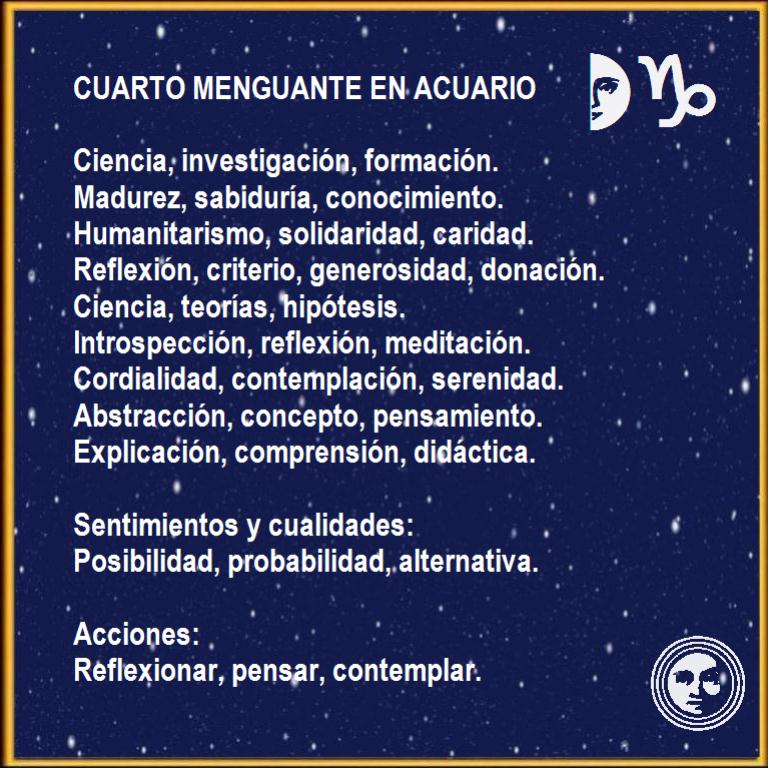 CUARTO MENGUANTE EN ACUARIO
Ciencia, investigación, formación.
Madurez, sabiduría, conocimiento.
Humanitarismo, solidaridad, caridad.
Reflexión, criterio, generosidad, donación.
Ciencia, teorías, hipótesis.
Introspección, reflexión, meditación.
Cordialidad, contemplación, serenidad.
Abstracción, concepto, pensamiento.
Explicación, comprensión, didáctica.
Sentimientos y cualidades:
Posibilidad, probabilidad, alternativa.
Acciones:
Reflexionar, pensar, contemplar.